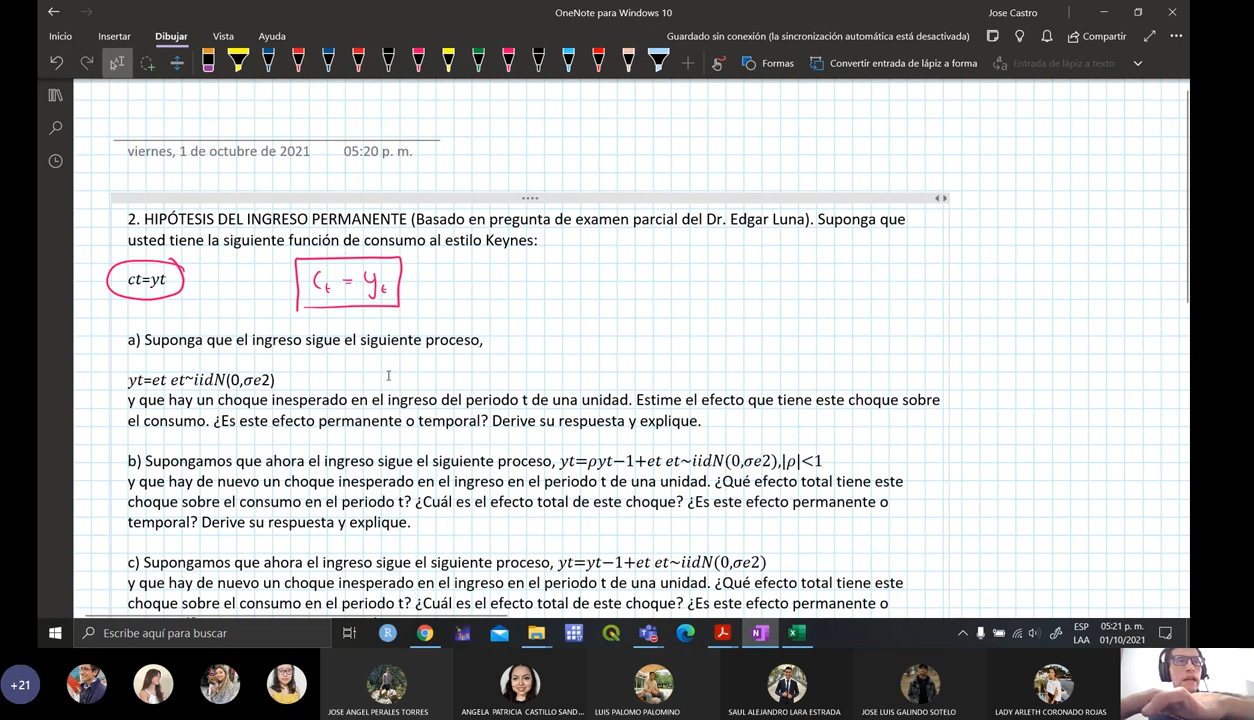 OneNote para Windows 10
Jose Castro
Inicio
Insertar
Dibujar
Vista
Ayuda
Guardado sin conexión (la sincronización automática está desactivada)
Compartir
Formas
Convertir entrada de lápiz a forma
Entrada de lápiz a texto
viernes, 1 de octubre de 2021 05:20 p. m.
2. HIPÓTESIS DEL INGRESO PERMANENTE (Basado en pregunta de examen parcial del Dr. Edgar Luna). Suponga que
usted tiene la siguiente función de consumo al estilo Keynes:
ct=yt
Ct = yt
a) Suponga que el ingreso sigue el siguiente proceso,
yt=et et~iidN(0,σe2)
y que hay un choque inesperado en el ingreso del periodo t de una unidad. Estime el efecto que tiene este choque sobre
el consumo. ¿Es este efecto permanente o temporal? Derive su respuesta y explique.
b) Supongamos que ahora el ingreso sigue el siguiente proceso, yt=ρyt−1+et et~iidN(0,σe2),|ρ|<1
y que hay de nuevo un choque inesperado en el ingreso en el periodo t de una unidad. ¿Qué efecto total tiene este
choque sobre el consumo en el periodo t? ¿Cuál es el efecto total de este choque? ¿Es este efecto permanente o
temporal? Derive su respuesta y explique.
c) Supongamos que ahora el ingreso sigue el siguiente proceso, yt=yt−1+et et~iidN(0,σe2)
y que hay de nuevo un choque inesperado en el ingreso en el periodo t de una unidad. ¿Qué efecto total tiene este
choque sobre el consumo en el periodo t? ¿Cuál es el efecto total de este choque? ¿Es este efecto permanente o
Escribe aquí para buscar
ESP
LAA
05:21 p. m.
01/10/2021
+21
JOSE ANGEL PERALES TORRES
ANGELA PATRICIA CASTILLO SAND...
LUIS PALOMO PALOMINO
SAUL ALEJANDRO LARA ESTRADA
JOSE LUIS GALINDO SOTELO
LADY ARLETH CORONADO ROJAS